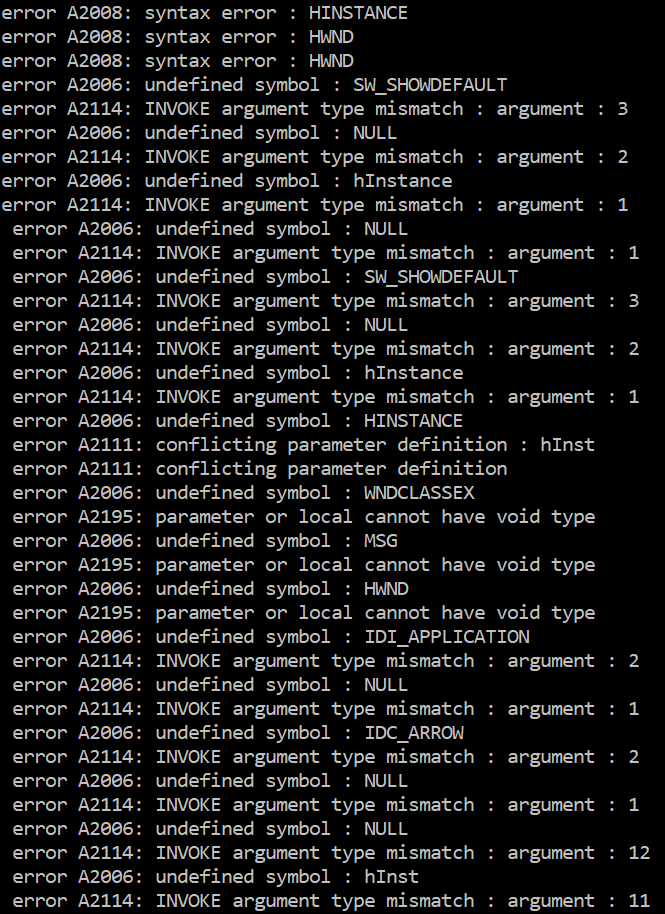 error A2008: syntax error : HINSTANCE
error A2008: syntax error : HWND
error A2008: syntax error : HWND
error A2006: undefined symbol : SW_SHOWDEFAULT
error A2114: INVOKE argument type mismatch : argument : 3
error A2006: undefined symbol : NULL
error A2114: INVOKE argument type mismatch : argument : 2
error A2006: undefined symbol : hInstance
error A2114: INVOKE argument type mismatch : argument : 1
error A2006: undefined symbol : NULL
error A2114: INVOKE argument type mismatch : argument : 1
error A2006: undefined symbol : SW_SHOWDEFAULT
error A2114: INVOKE argument type mismatch : argument : 3
error A2006: undefined symbol : NULL
error A2114: INVOKE argument type mismatch : argument : 2
error A2006: undefined symbol : hInstance
error A2114: INVOKE argument type mismatch : argument : 1
error A2006: undefined symbol : HINSTANCE
error A2111: conflicting parameter definition : hInst
error A2111: conflicting parameter definition
error A2006: undefined symbol : WNDCLASSEX
error A2195: parameter or local cannot have void type
error A2006: undefined symbol : MSG
error A2195: parameter or local cannot have void type
error A2006: undefined symbol : HWND
error A2195: parameter or local cannot have void type
error A2006: undefined symbol : IDI_APPLICATION
error A2114: INVOKE argument type mismatch : argument : 2
error A2006: undefined symbol : NULL
error A2114: INVOKE argument type mismatch : argument : 1
error A2006: undefined symbol : IDC_ARROW
error A2114: INVOKE argument type mismatch : argument : 2
error A2006: undefined symbol : NULL
error A2114: INVOKE argument type mismatch : argument : 1
error A2006: undefined symbol : NULL
error A2114: INVOKE argument type mismatch : argument : 12
error A2006: undefined symbol : hInst
error A2114: INVOKE argument type mismatch : argument : 11